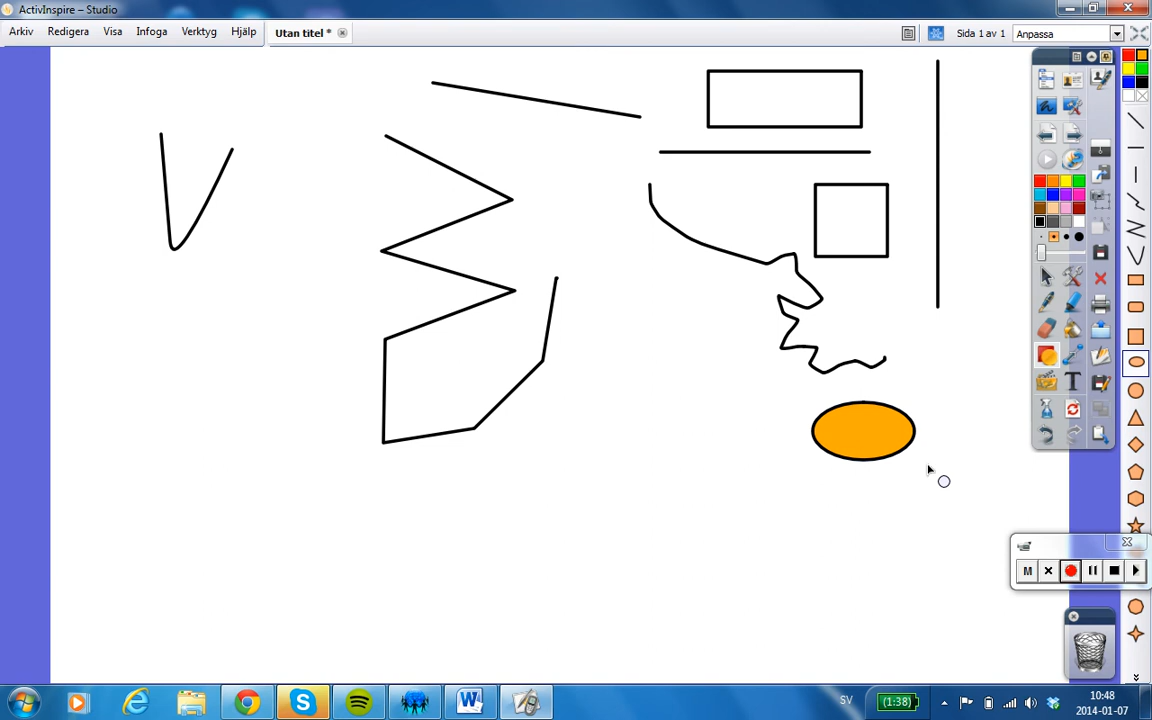 ActivInspire – Studio
Arkiv Redigera Visa Infoga Verktyg Hjälp Utan titel * Sida 1 av 1 Anpassa
T
M
SV (1:38) 10:48
2014-01-07